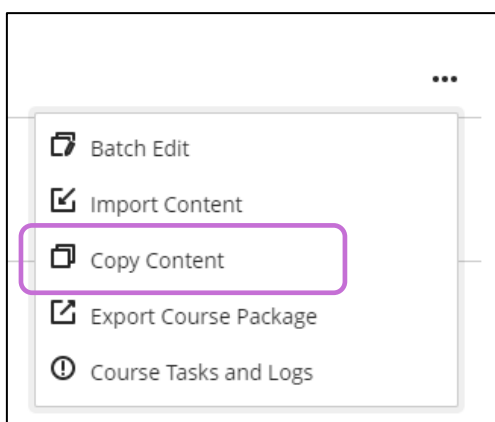 Batch Edit
Import Content
Copy Content
Export Course Package
Course Tasks and Logs